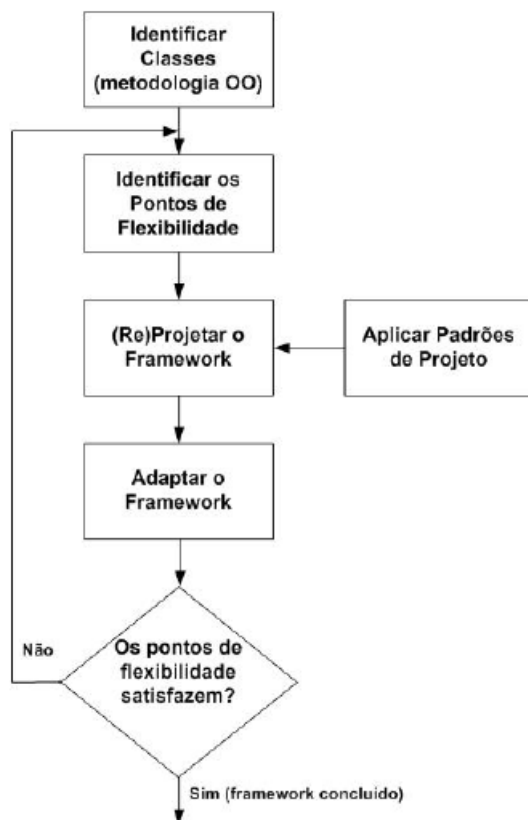 Identificar
Classes
(metodologia OO)
Identificar os
Pontos de
Flexibilidade
(Re)Projetar o
Framework
Aplicar Padrões
de Projeto
Adaptar o
Framework
Não
Os pontos de
flexibilidade
satisfazem?
Sim (framework concluido)